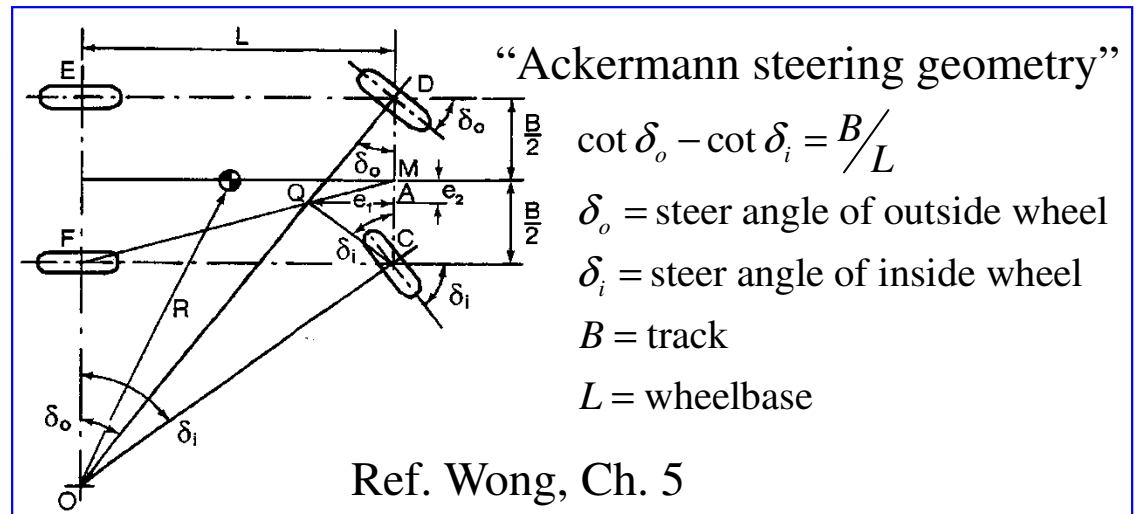 L
E
D
δₒ
B/2
δₒ
M
Q
A
e₁
e₂
B/2
F
C
δᵢ
δᵢ
R
δₒ
δᵢ
O
“Ackermann steering geometry”
cot δₒ − cot δᵢ = B/L
δₒ = steer angle of outside wheel
δᵢ = steer angle of inside wheel
B = track
L = wheelbase
Ref. Wong, Ch. 5